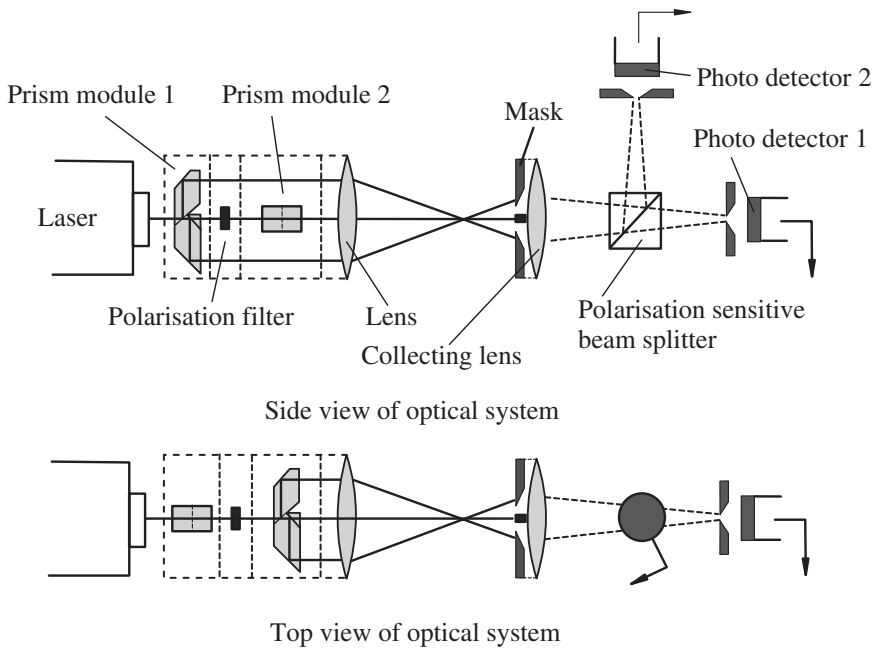 Photo detector 2
Prism module 1
Prism module 2
Mask
Photo detector 1
Laser
Polarisation filter
Lens
Polarisation sensitive
beam splitter
Collecting lens
Side view of optical system
Top view of optical system